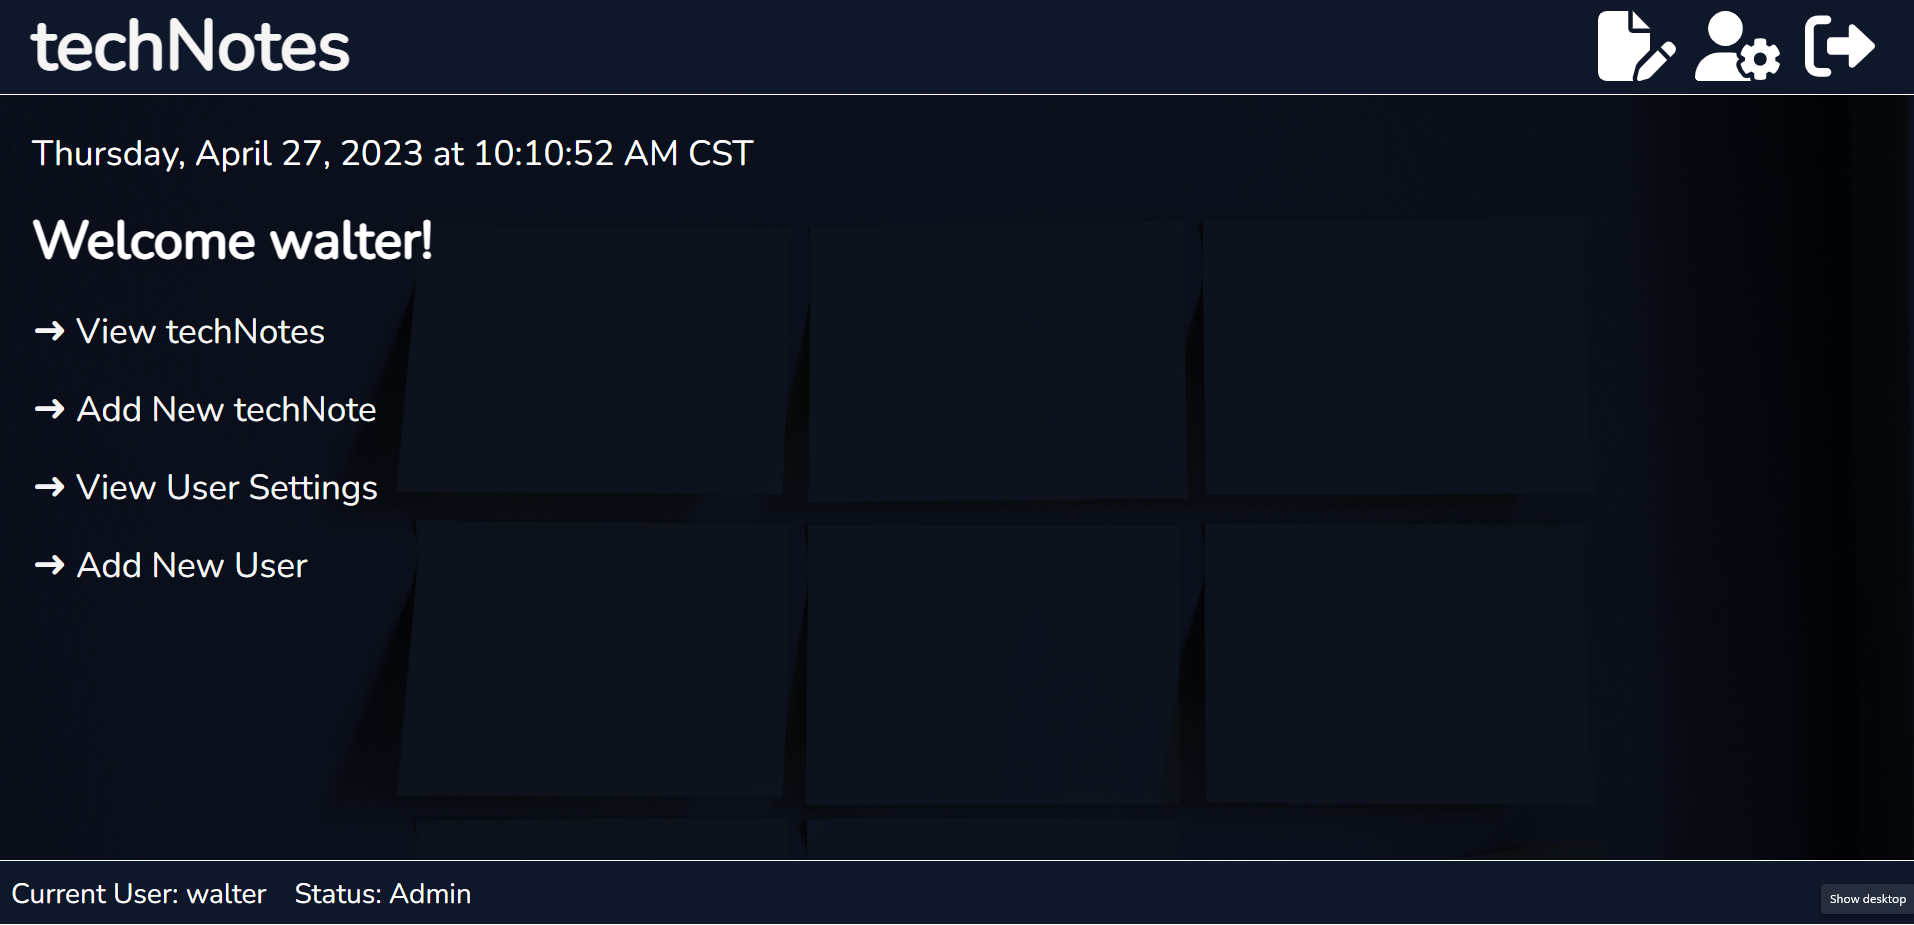 techNotes
Thursday, April 27, 2023 at 10:10:52 AM CST
Welcome walter!
➜ View techNotes
➜ Add New techNote
➜ View User Settings
➜ Add New User
Current User: walter Status: Admin
Show desktop